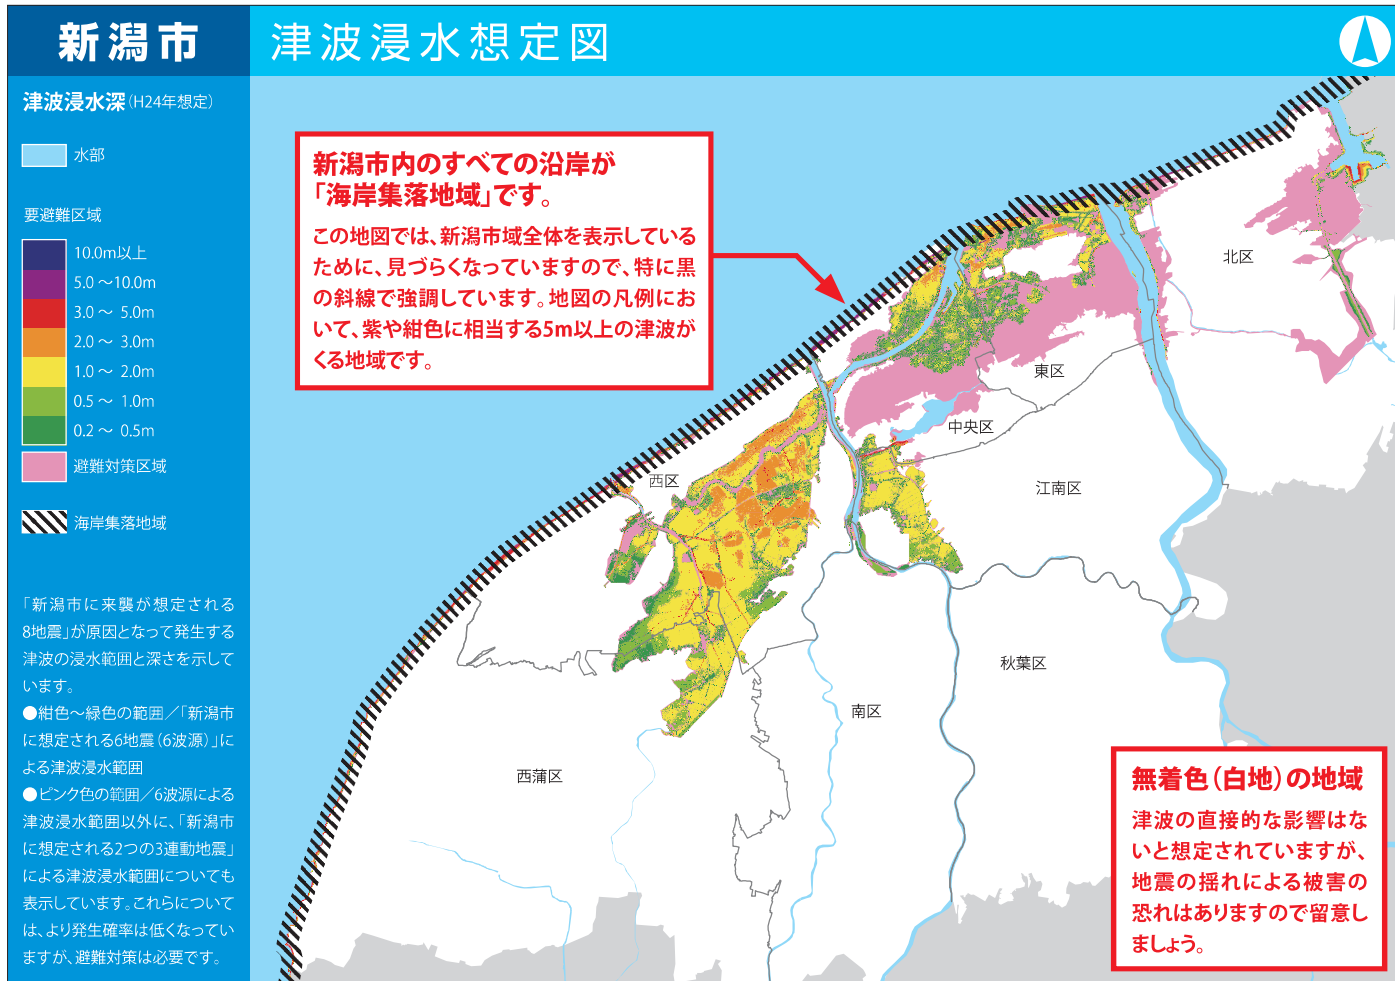 新潟市
津波浸水想定図
津波浸水深(H24年想定)
水部
要避難区域
10.0m以上
5.0～10.0m
3.0～ 5.0m
2.0～ 3.0m
1.0～ 2.0m
0.5～ 1.0m
0.2～ 0.5m
避難対策区域
海岸集落地域
「新潟市に来襲が想定される
8地震」が原因となって発生する
津波の浸水範囲と深さを示して
います。
●紺色～緑色の範囲／「新潟市
に想定される6地震(6波源)」に
よる津波浸水範囲
●ピンク色の範囲／6波源による
津波浸水範囲以外に、「新潟市
に想定される2つの3連動地震」
による津波浸水範囲についても
表示しています。これらについて
は、より発生確率は低くなってい
ますが、避難対策は必要です。
新潟市内のすべての沿岸が
「海岸集落地域」です。
この地図では、新潟市域全体を表示している
ために、見づらくなっていますので、特に黒
の斜線で強調しています。地図の凡例にお
いて、紫や紺色に相当する5m以上の津波が
くる地域です。
北区
東区
中央区
西区
江南区
秋葉区
南区
西蒲区
無着色(白地)の地域
津波の直接的な影響はな
いと想定されていますが、
地震の揺れによる被害の
恐れはありますので留意し
ましょう。